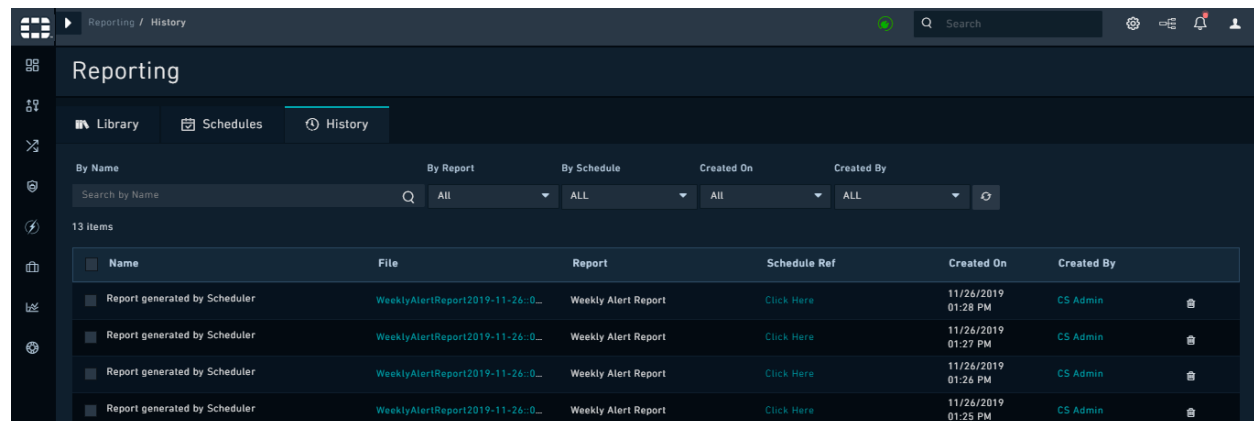 Reporting / History
Search
Reporting
Library Schedules History
By Name By Report By Schedule Created On Created By
Search by Name All ALL All ALL
13 items
Name File Report Schedule Ref Created On Created By
Report generated by Scheduler WeeklyAlertReport2019-11-26::0... Weekly Alert Report Click Here 11/26/2019 CS Admin
01:28 PM
Report generated by Scheduler WeeklyAlertReport2019-11-26::0... Weekly Alert Report Click Here 11/26/2019 CS Admin
01:27 PM
Report generated by Scheduler WeeklyAlertReport2019-11-26::0... Weekly Alert Report Click Here 11/26/2019 CS Admin
01:26 PM
Report generated by Scheduler WeeklyAlertReport2019-11-26::0... Weekly Alert Report Click Here 11/26/2019 CS Admin
01:25 PM